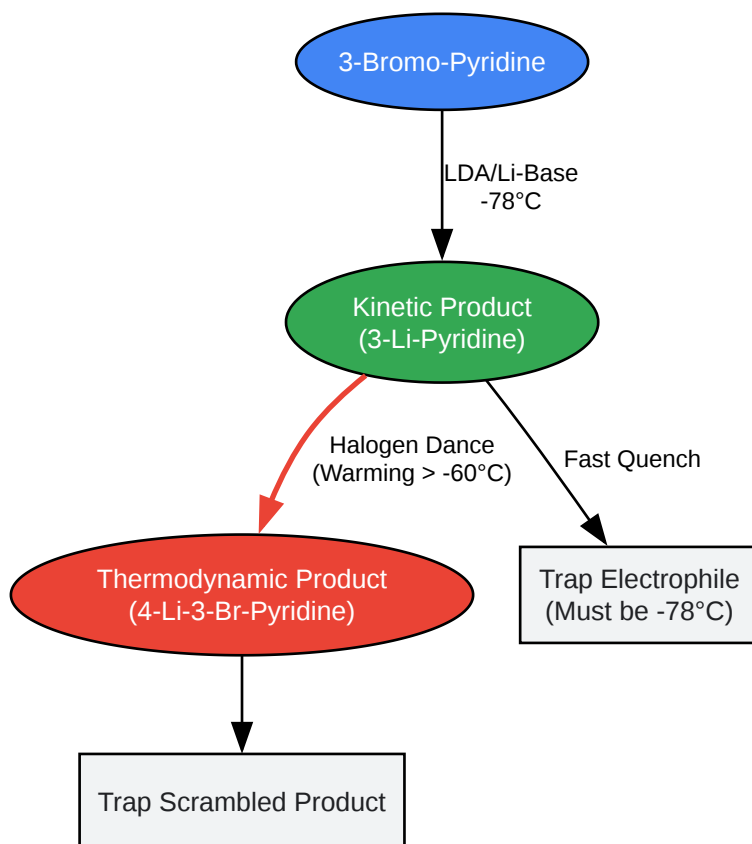 3-Bromo-Pyridine
LDA/Li-Base
-78°C
Kinetic Product
(3-Li-Pyridine)
Halogen Dance
(Warming > -60°C)
Fast Quench
Thermodynamic Product
(4-Li-3-Br-Pyridine)
Trap Electrophile
(Must be -78°C)
Trap Scrambled Product